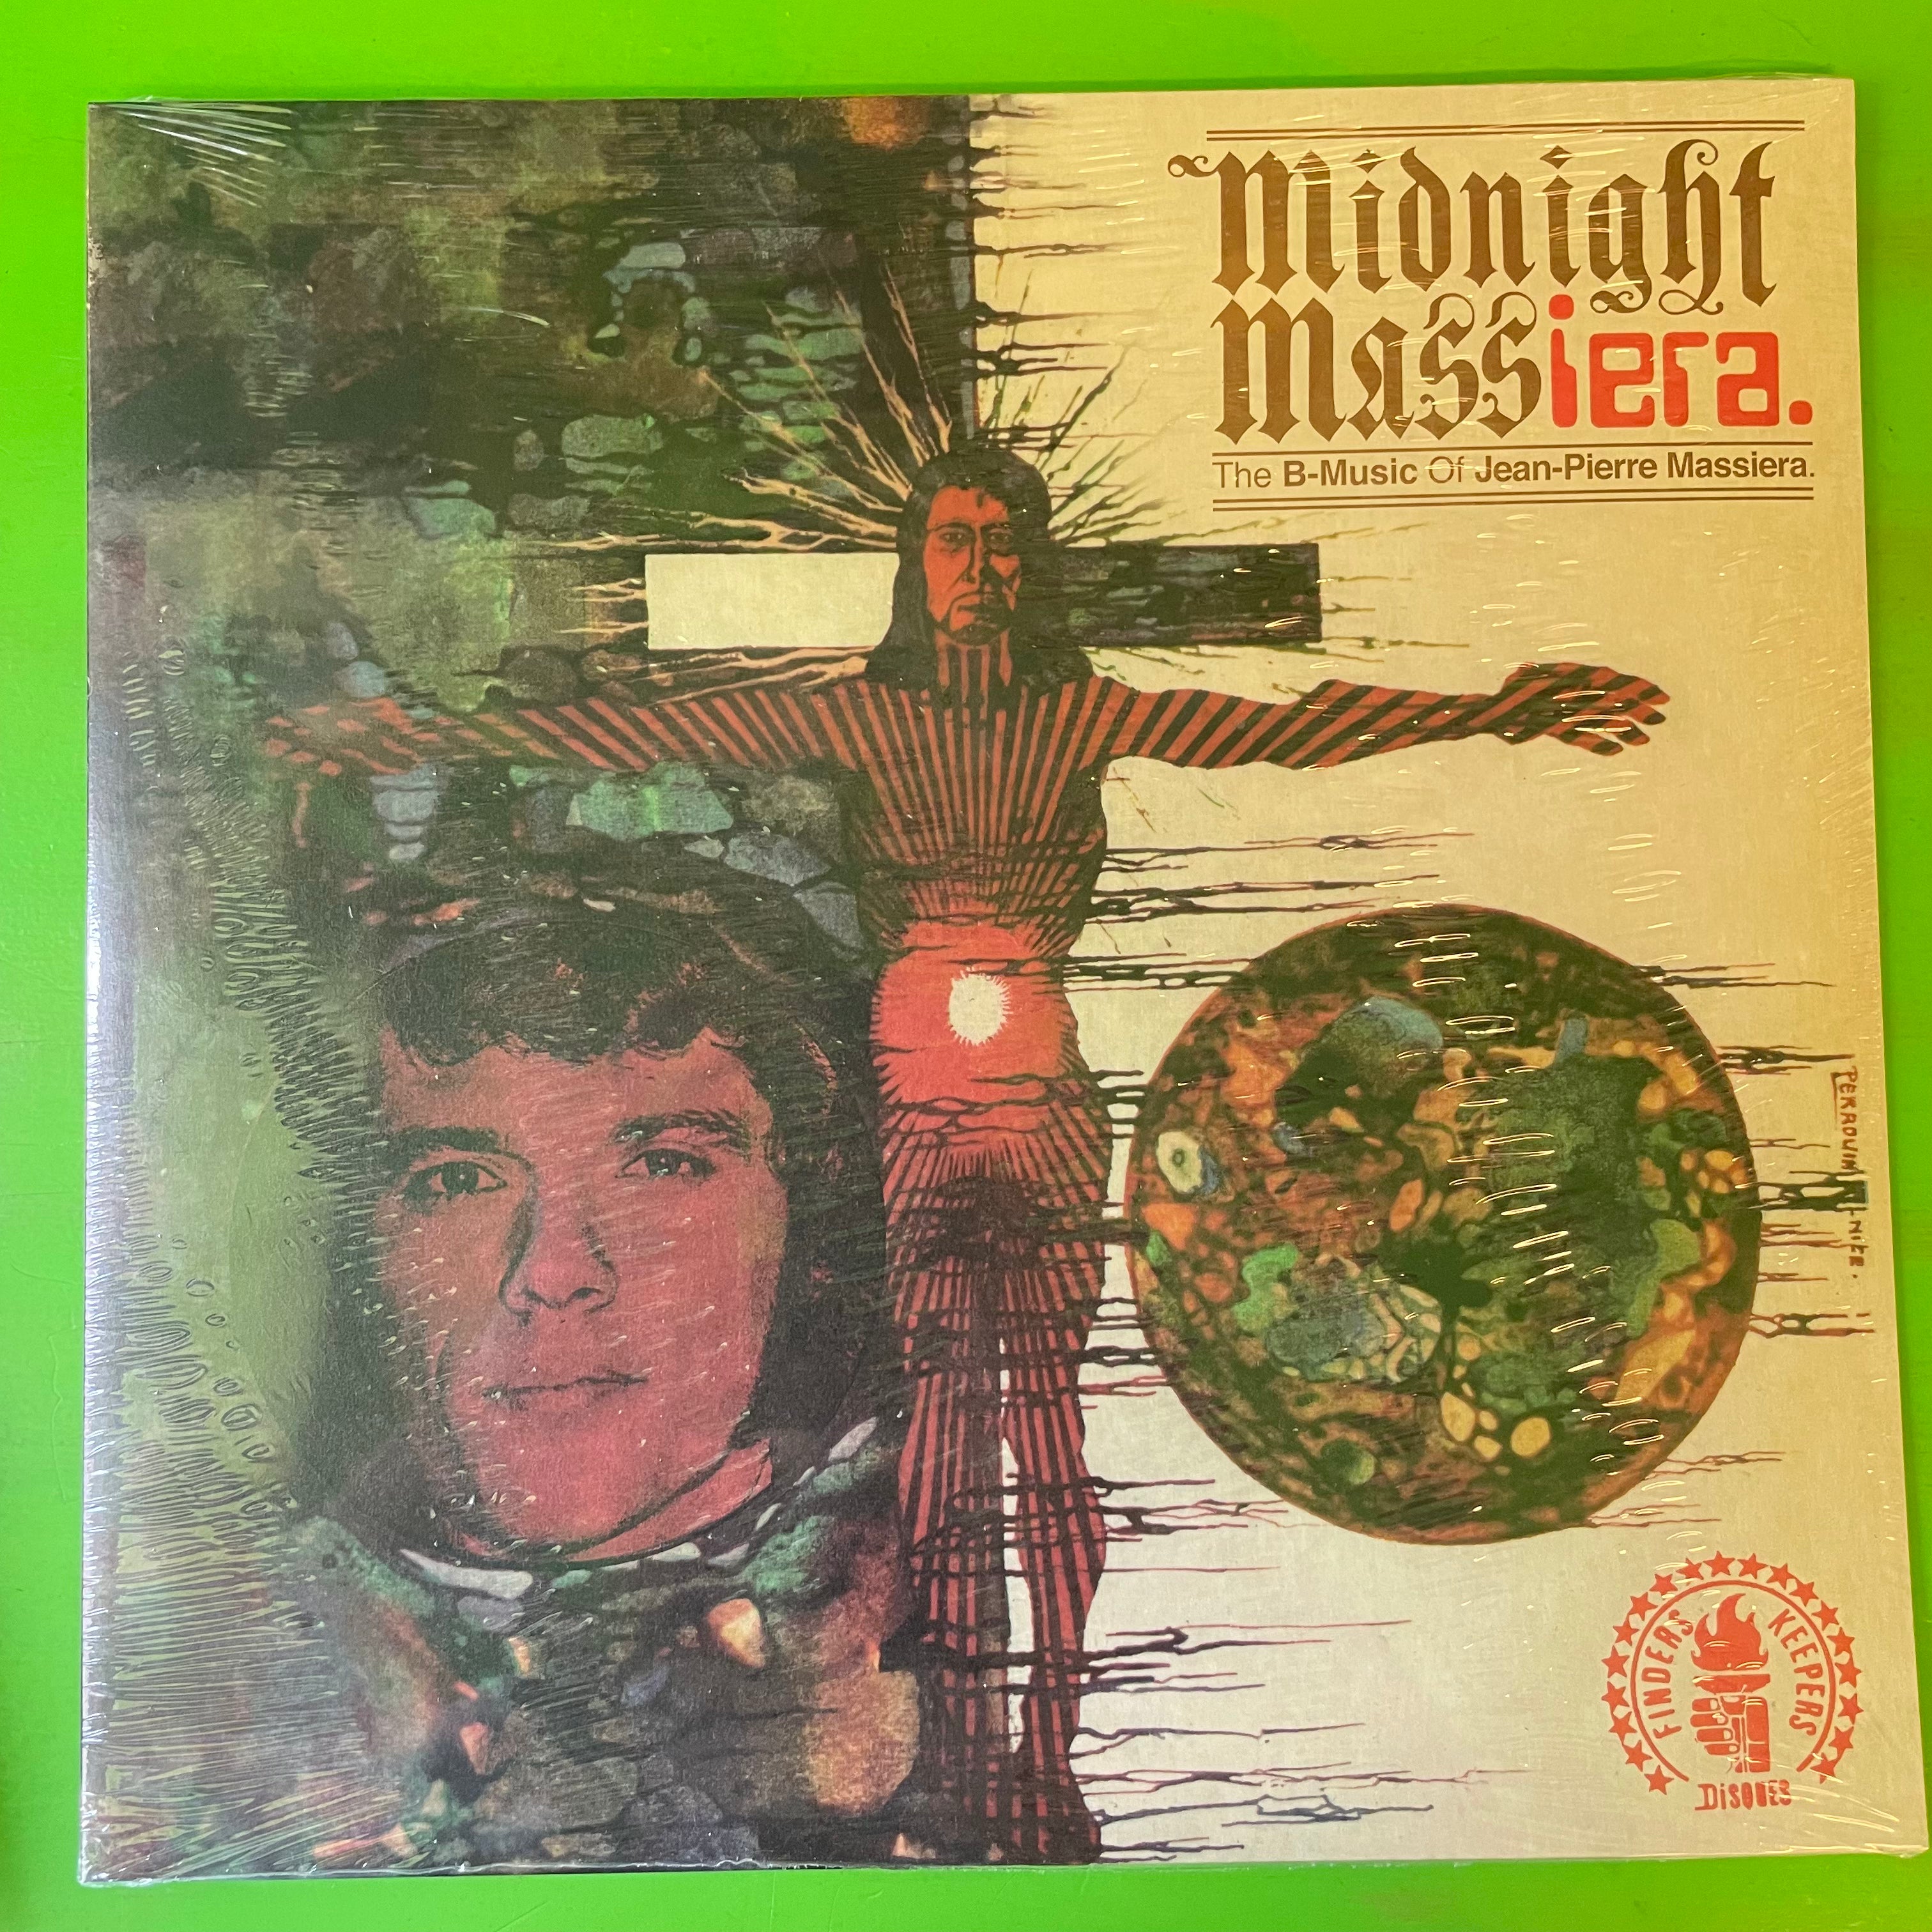 Midnight
Massiera.
The B-Music Of Jean-Pierre Massiera.
FINDERS KEEPERS
DiSQUES